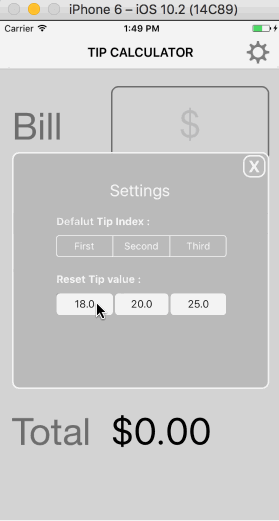 iPhone 6 – iOS 10.2 (14C89)
Carrier 1:49 PM
TIP CALCULATOR
Bill $
X
Settings
Defalut Tip Index :
First Second Third
Reset Tip value :
18.0 20.0 25.0
Total $0.00